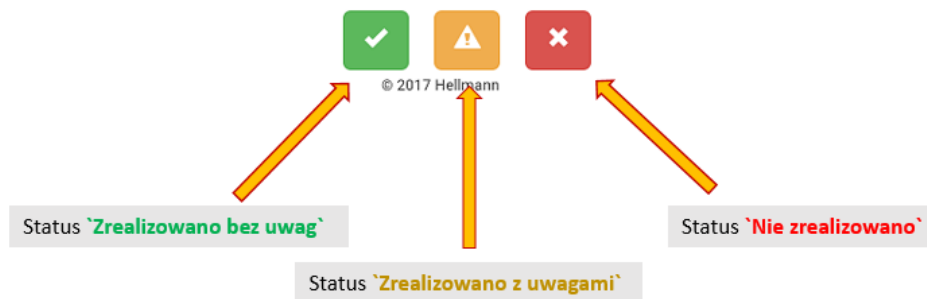 © 2017 Hellmann
Status `Zrealizowano bez uwag`
Status `Nie zrealizowano`
Status `Zrealizowano z uwagami`